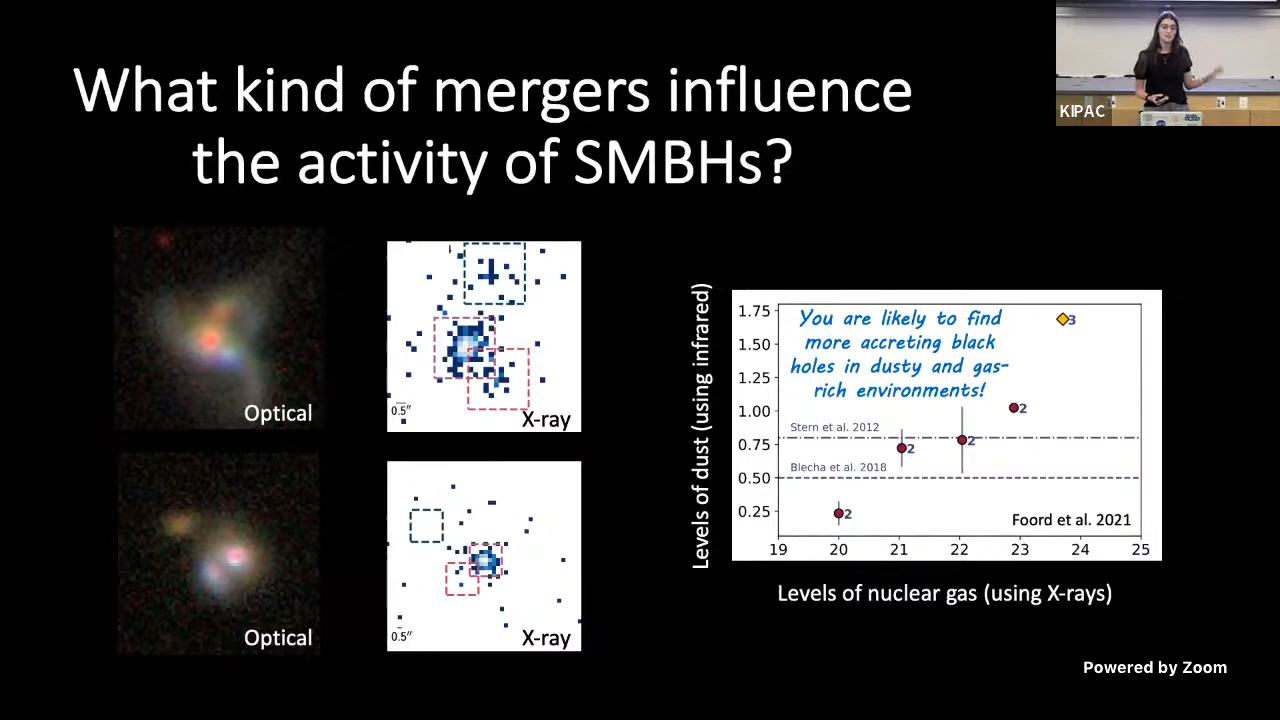 What kind of mergers influence
the activity of SMBHs?
KIPAC
Optical
0.5"
X-ray
Optical
0.5"
X-ray
Levels of dust (using infrared)
1.75
1.50
1.25
1.00
0.75
0.50
0.25
You are likely to find
more accreting black
holes in dusty and gas-
rich environments!
3
2
Stern et al. 2012
2
2
Blecha et al. 2018
2
Foord et al. 2021
19 20 21 22 23 24 25
Levels of nuclear gas (using X-rays)
Powered by Zoom